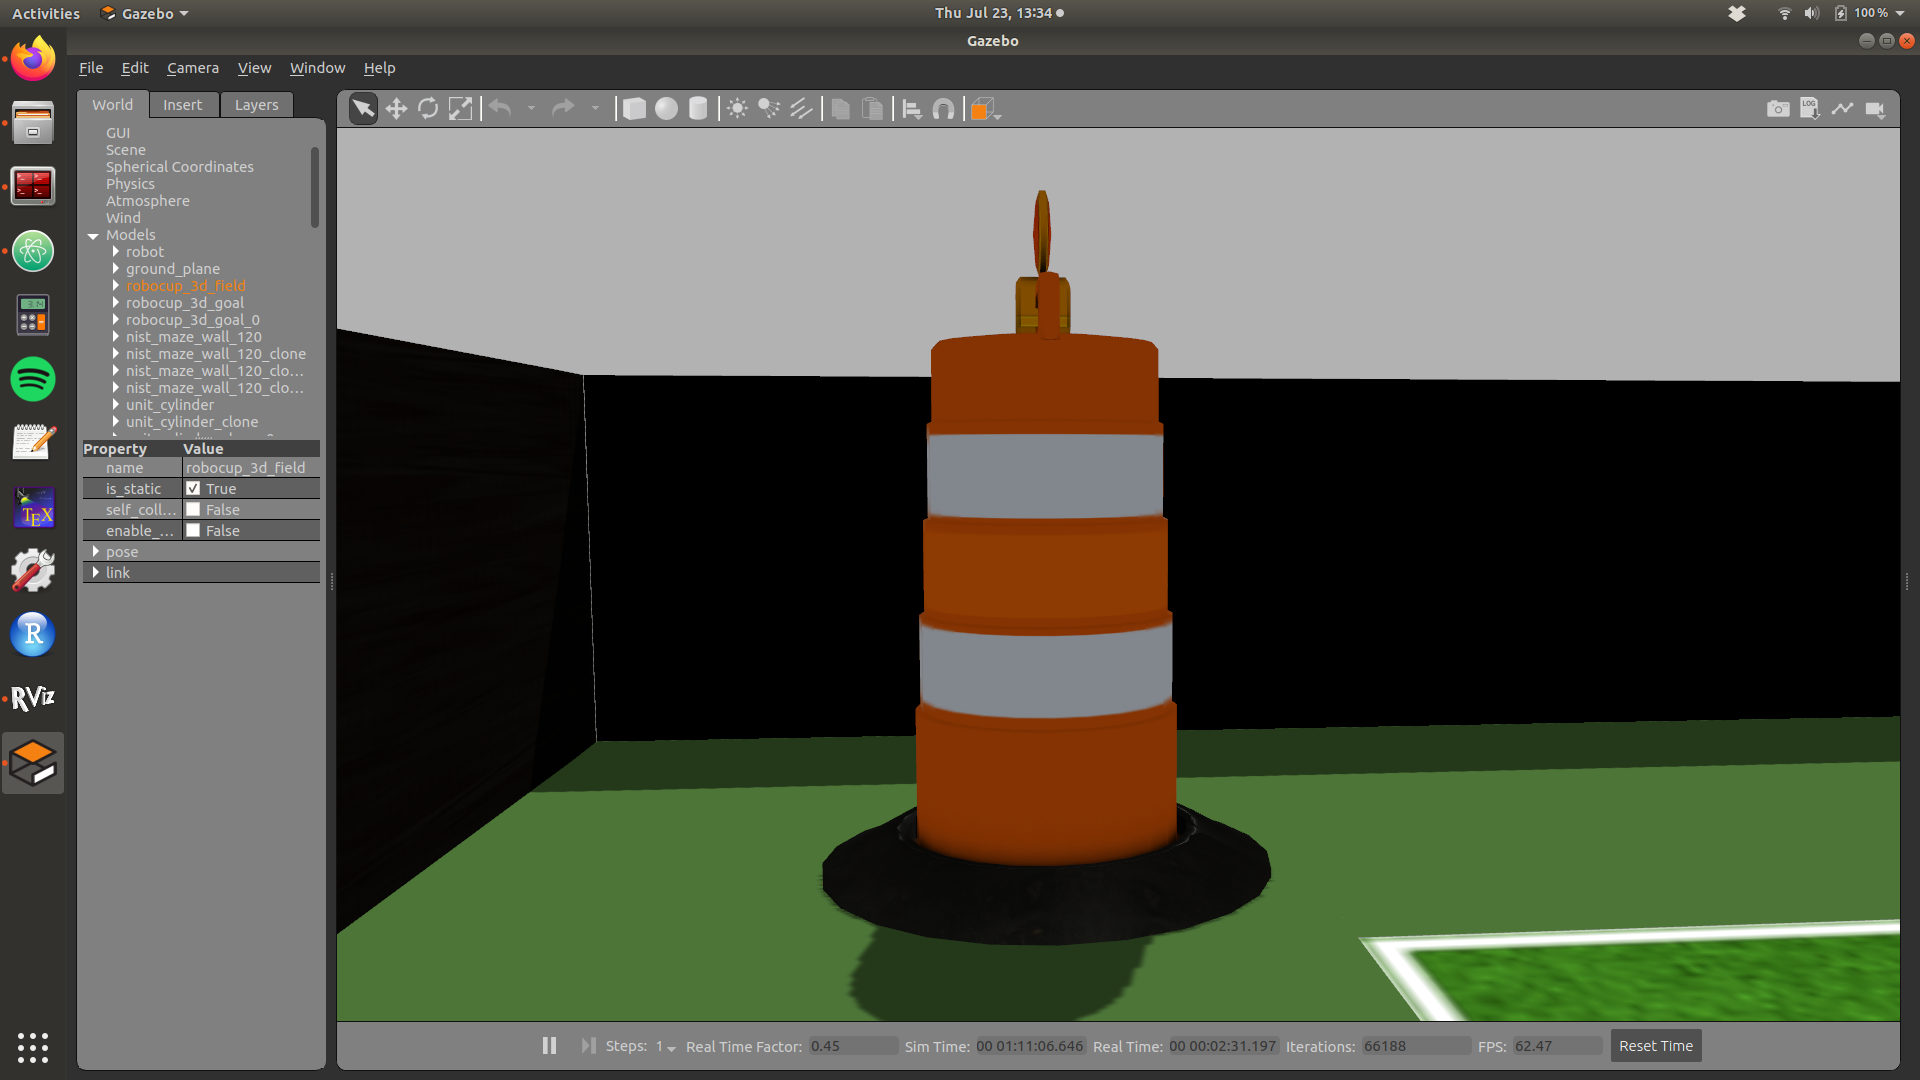 Activities Gazebo Thu Jul 23, 13:34 100 %
Gazebo
File Edit Camera View Window Help
World Insert Layers
LOG
GUI
Scene
Spherical Coordinates
Physics
Atmosphere
Wind
Models
robot
ground_plane
robocup_3d_field
robocup_3d_goal
robocup_3d_goal_0
nist_maze_wall_120
nist_maze_wall_120_clone
nist_maze_wall_120_clo...
nist_maze_wall_120_clo...
unit_cylinder
unit_cylinder_clone
Property Value
name robocup_3d_field
is_static True
self_coll... False
enable_... False
pose
link
TEX
R
RViz
Steps: 1 Real Time Factor: 0.45 Sim Time: 00 01:11:06.646 Real Time: 00 00:02:31.197 Iterations: 66188 FPS: 62.47 Reset Time